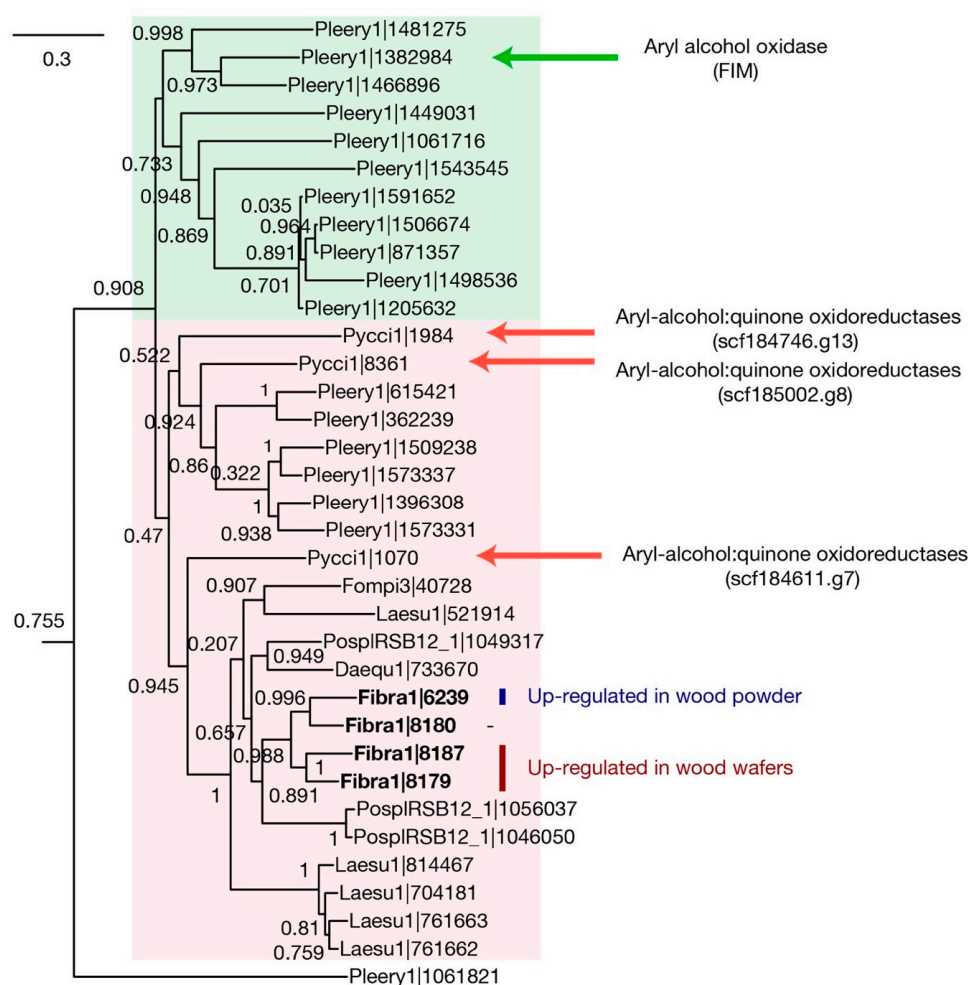 0.998
Pleery1|1481275
0.3
Pleery1|1382984
Aryl alcohol oxidase
(FIM)
0.973
Pleery1|1466896
Pleery1|1449031
Pleery1|1061716
0.733
Pleery1|1543545
0.948
Pleery1|1591652
0.035
0.964
Pleery1|1506674
0.869
0.891
Pleery1|871357
Pleery1|1498536
0.701
0.908
Pleery1|1205632
Aryl-alcohol:quinone oxidoreductases
(scf184746.g13)
Pycci1|1984
0.522
Pycci1|8361
Aryl-alcohol:quinone oxidoreductases
(scf185002.g8)
1
Pleery1|615421
0.924
Pleery1|362239
1
Pleery1|1509238
0.86
0.322
Pleery1|1573337
1
Pleery1|1396308
0.47
0.938
Pleery1|1573331
Pycci1|1070
Aryl-alcohol:quinone oxidoreductases
(scf184611.g7)
0.907
Fompi3|40728
Laesu1|521914
0.755
0.207
PosplRSB12_1|1049317
0.949
Daequ1|733670
0.945
0.996
Fibra1|6239
Up-regulated in wood powder
0.657
Fibra1|8180
-
0.988
Fibra1|8187
1
Up-regulated in wood wafers
Fibra1|8179
1
0.891
PosplRSB12_1|1056037
1
PosplRSB12_1|1046050
1
Laesu1|814467
Laesu1|704181
0.81
Laesu1|761663
0.759
Laesu1|761662
Pleery1|1061821